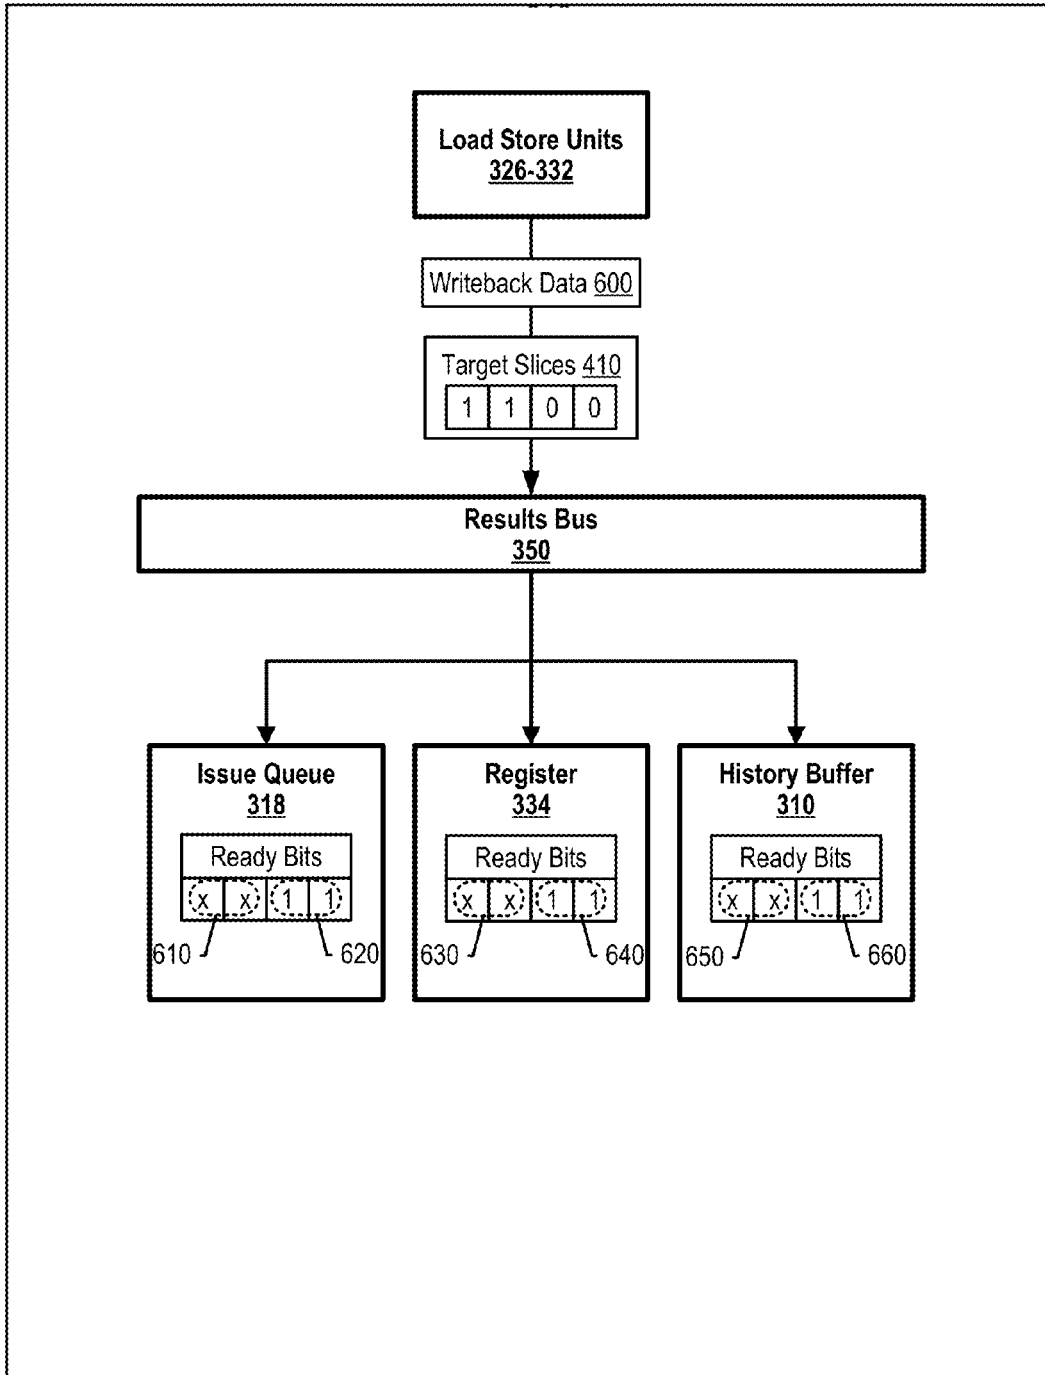 Load Store Units
326-332
Writeback Data 600
Target Slices 410
1 1 0 0
Results Bus
350
Issue Queue
318
Ready Bits
x x 1 1
610 620
Register
334
Ready Bits
x x 1 1
630 640
History Buffer
310
Ready Bits
x x 1 1
650 660